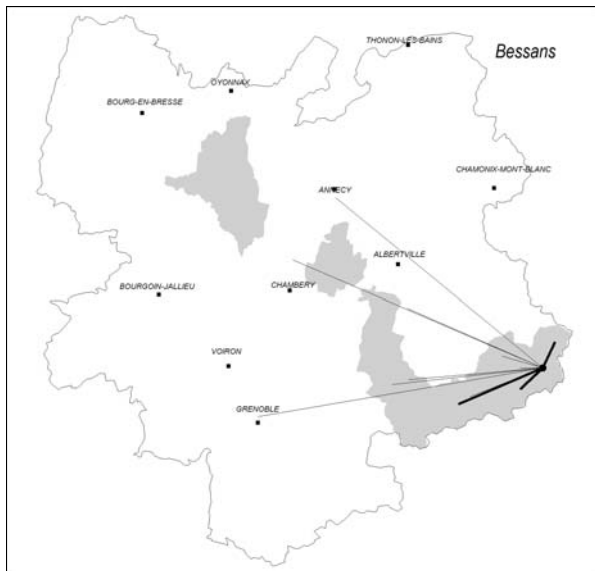 THONON-LES-BAINS
Bessans
OYONNAX
BOURG-EN-BRESSE
CHAMONIX-MONT-BLANC
ANNECY
ALBERTVILLE
BOURGOIN-JALLIEU
CHAMBERY
VOIRON
GRENOBLE